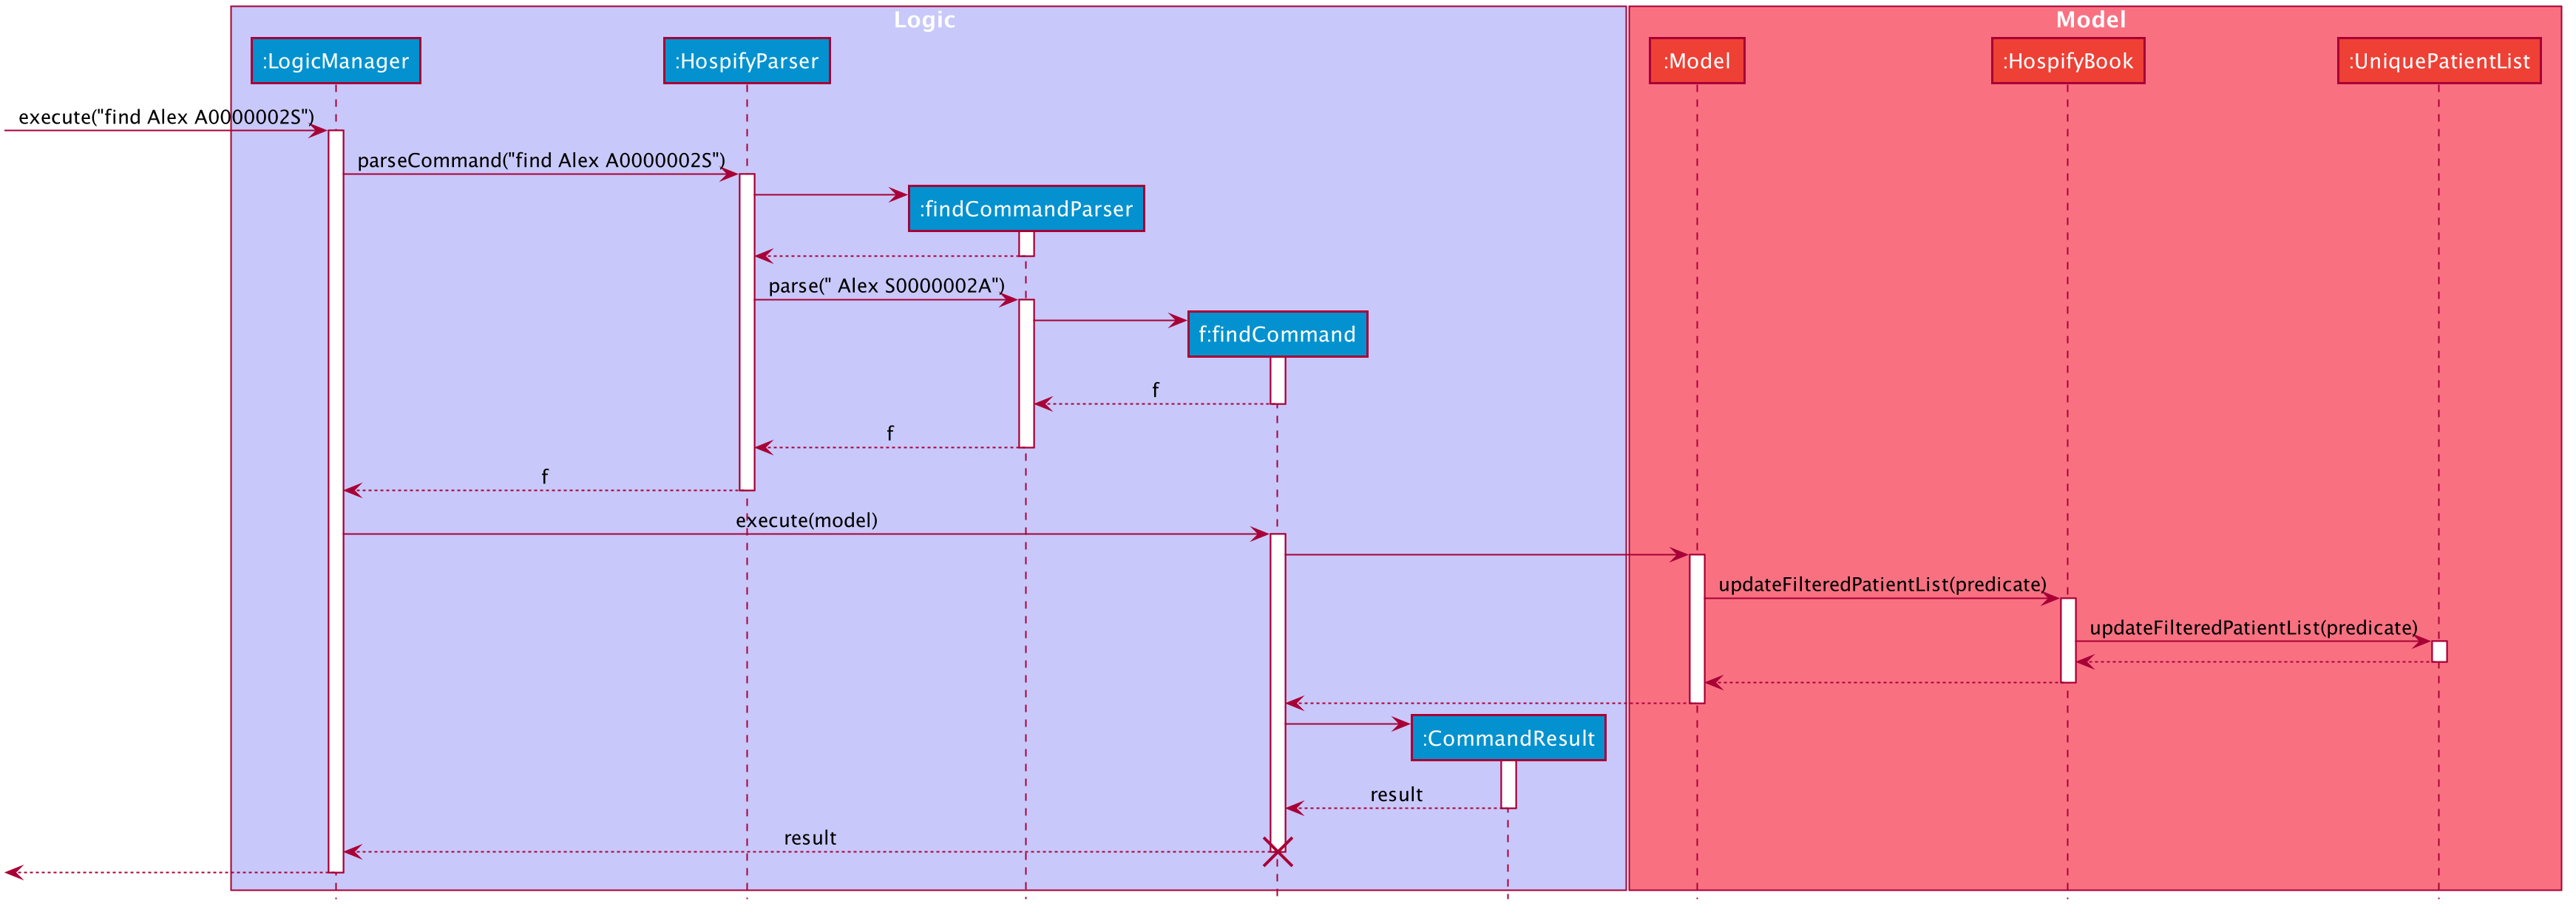 Logic
Model
:LogicManager
:HospifyParser
:Model
:HospifyBook
:UniquePatientList
execute("find Alex A0000002S")
parseCommand("find Alex A0000002S")
:findCommandParser
parse(" Alex S0000002A")
f:findCommand
f
f
f
execute(model)
updateFilteredPatientList(predicate)
updateFilteredPatientList(predicate)
:CommandResult
result
result